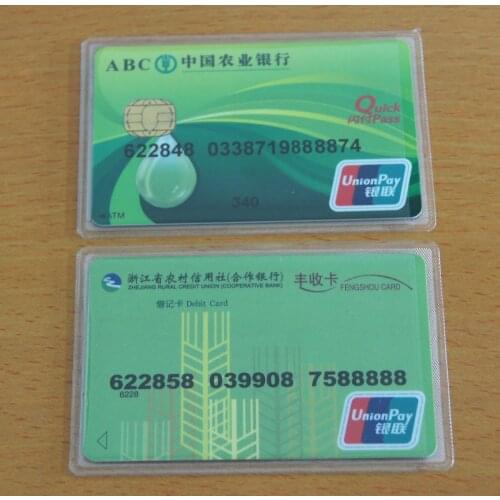 ABC 中国农业银行
Quick
闪付Pass
622848 0338719888874
340
ATM
UnionPay
银联
浙江省农村信用社(合作银行)
ZHEJIANG RURAL CREDIT UNION (COOPERATIVE BANK)
丰收卡
FENGSHOU CARD
借记卡 Debit Card
622858 039908 7588888
6228
UnionPay
银联